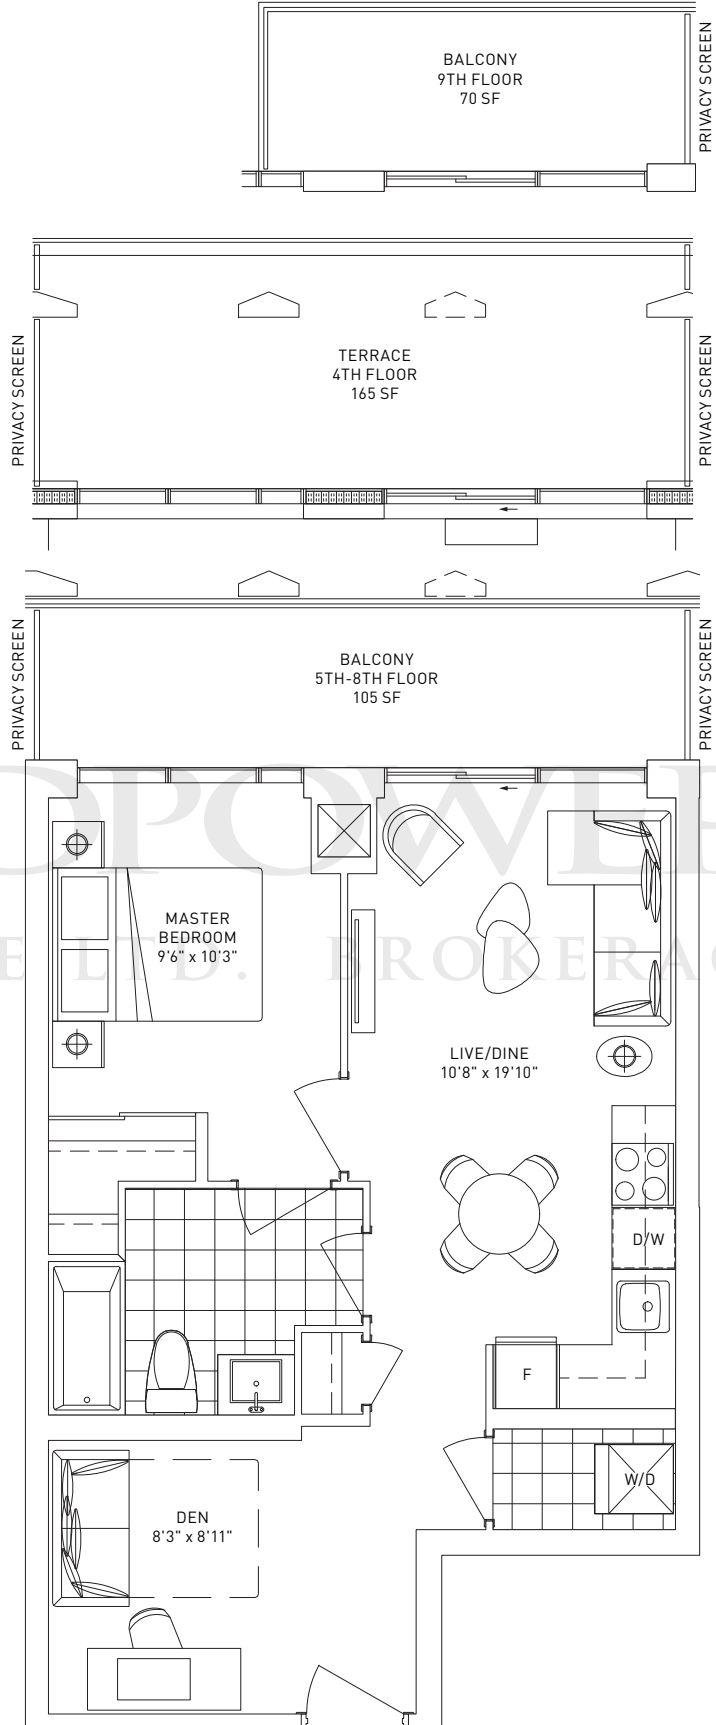 BALCONY
9TH FLOOR
70 SF
PRIVACY SCREEN
TERRACE
4TH FLOOR
165 SF
PRIVACY SCREEN
PRIVACY SCREEN
BALCONY
5TH-8TH FLOOR
105 SF
PRIVACY SCREEN
PRIVACY SCREEN
MASTER
BEDROOM
9'6" x 10'3"
LTD. BROKERAG
LIVE/DINE
10'8" x 19'10"
D/W
F
W/D
DEN
8'3" x 8'11"